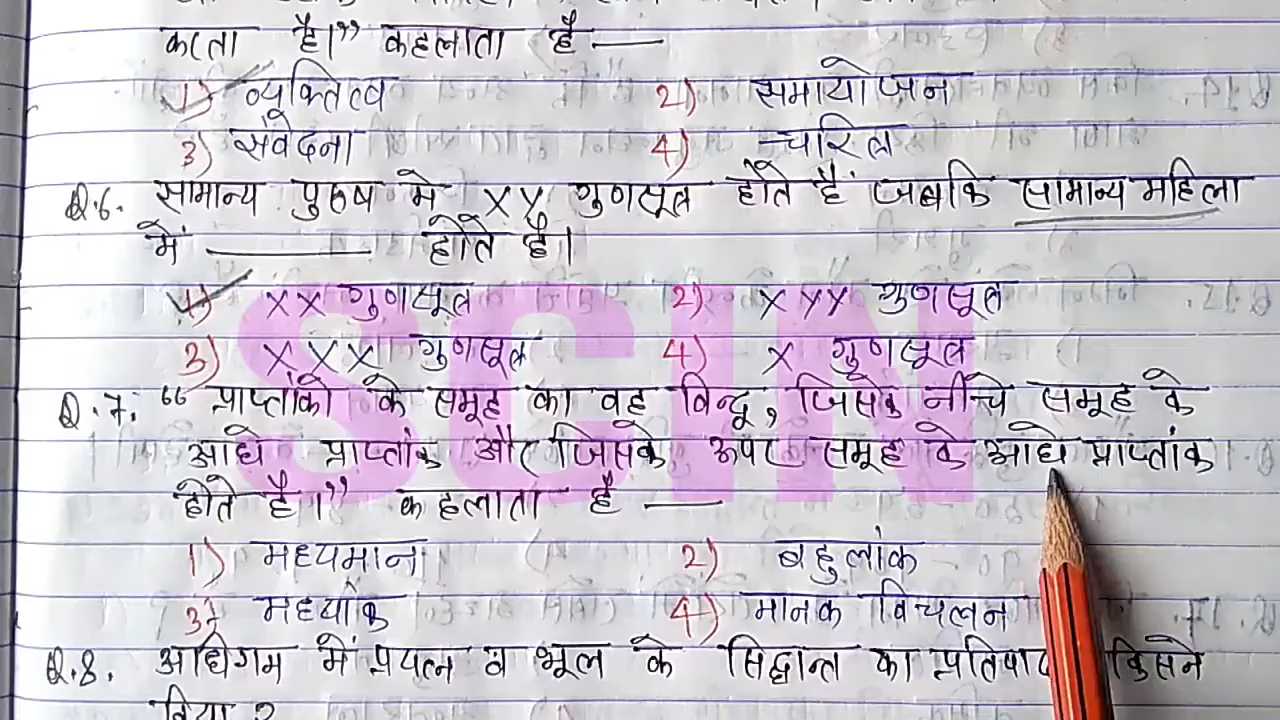 करता है।” कहलाता है —
1) व्यक्तित्व 2) समायोजन
3) संवेदना 4) चरित्र
Q.6. सामान्य पुरुष मे XY गुणसूत्र होते है जबकि सामान्य महिला
में ——— होते है।
1) XX गुणसूत्र 2) XYY गुणसूत्र
3) XXX गुणसूत्र 4) X गुणसूत्र
Q.7. “ प्राप्तांको के समूह का वह विन्दू, जिसके नीचे समूह के
आधे प्राप्तांक और जिसके ऊपर समूह के आधे प्राप्तांक
होते है।” कहलाता है —
1) मध्यमान 2) बहुलांक
3) मध्यांक 4) मानक विचलन
Q.8. अधिगम में प्रयत्न व भूल के सिद्धान्त का किसने
SCIN